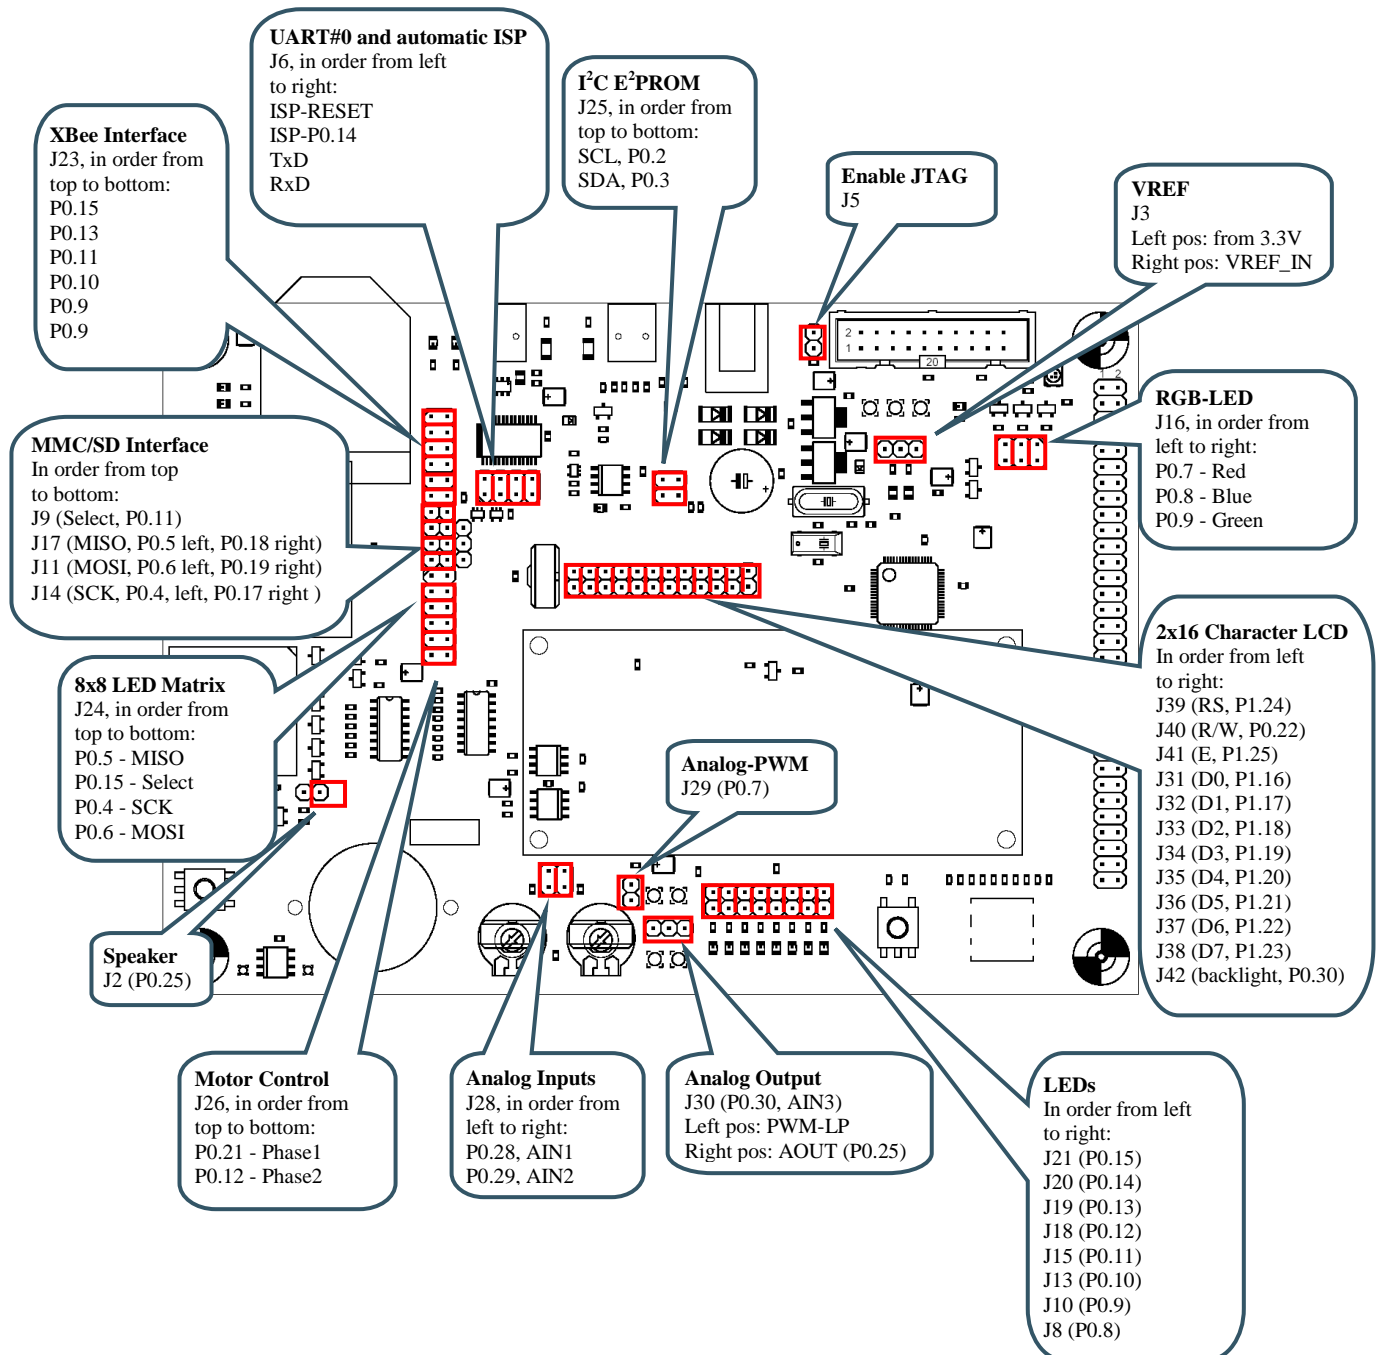 UART#0 and automatic ISP
J6, in order from left
to right:
ISP-RESET
ISP-P0.14
TxD
RxD
I²C E²PROM
J25, in order from
top to bottom:
SCL, P0.2
SDA, P0.3
XBee Interface
J23, in order from
top to bottom:
P0.15
P0.13
P0.11
P0.10
P0.9
P0.9
Enable JTAG
J5
VREF
J3
Left pos: from 3.3V
Right pos: VREF_IN
2
1
20
1 2
RGB-LED
J16, in order from
left to right:
P0.7 - Red
P0.8 - Blue
P0.9 - Green
MMC/SD Interface
In order from top
to bottom:
J9 (Select, P0.11)
J17 (MISO, P0.5 left, P0.18 right)
J11 (MOSI, P0.6 left, P0.19 right)
J14 (SCK, P0.4, left, P0.17 right )
2x16 Character LCD
In order from left
to right:
J39 (RS, P1.24)
J40 (R/W, P0.22)
J41 (E, P1.25)
J31 (D0, P1.16)
J32 (D1, P1.17)
J33 (D2, P1.18)
J34 (D3, P1.19)
J35 (D4, P1.20)
J36 (D5, P1.21)
J37 (D6, P1.22)
J38 (D7, P1.23)
J42 (backlight, P0.30)
8x8 LED Matrix
J24, in order from
top to bottom:
P0.5 - MISO
P0.15 - Select
P0.4 - SCK
P0.6 - MOSI
Analog-PWM
J29 (P0.7)
Speaker
J2 (P0.25)
Motor Control
J26, in order from
top to bottom:
P0.21 - Phase1
P0.12 - Phase2
Analog Inputs
J28, in order from
left to right:
P0.28, AIN1
P0.29, AIN2
Analog Output
J30 (P0.30, AIN3)
Left pos: PWM-LP
Right pos: AOUT (P0.25)
LEDs
In order from left
to right:
J21 (P0.15)
J20 (P0.14)
J19 (P0.13)
J18 (P0.12)
J15 (P0.11)
J13 (P0.10)
J10 (P0.9)
J8 (P0.8)